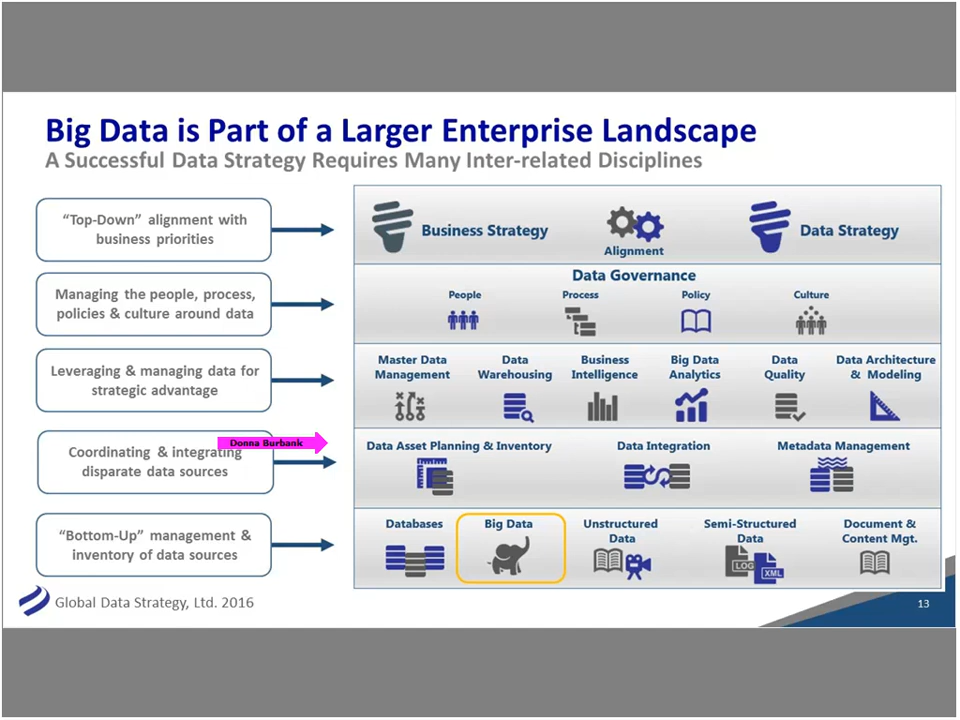 Big Data is Part of a Larger Enterprise Landscape
A Successful Data Strategy Requires Many Inter-related Disciplines
“Top-Down” alignment with
business priorities
Business Strategy
Alignment
Data Strategy
Managing the people, process,
policies & culture around data
Data Governance
People
Process
Policy
Culture
Leveraging & managing data for
strategic advantage
Master Data
Management
Data
Warehousing
Business
Intelligence
Big Data
Analytics
Data
Quality
Data Architecture
& Modeling
Donna Burbank
Coordinating & integrating
disparate data sources
Data Asset Planning & Inventory
Data Integration
Metadata Management
“Bottom-Up” management &
inventory of data sources
Databases
Big Data
Unstructured
Data
Semi-Structured
Data
LOG
XML
Document &
Content Mgt.
Global Data Strategy, Ltd. 2016
13